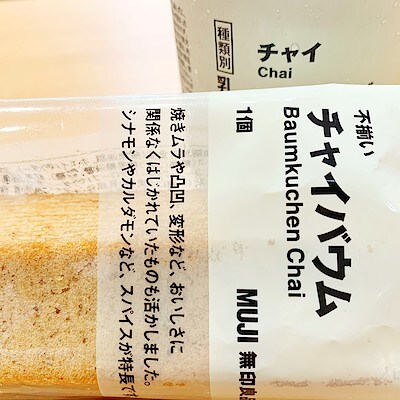 種類別
乳
チャイ
Chai
不揃い
チャイバウム
Baumkuchen Chai
1個
MUJI 無印良品
焼きムラや凸凹、変形など、おいしさに
関係なくはじかれていたものも活かしました。
シナモンやカルダモンなど、スパイスが特長で